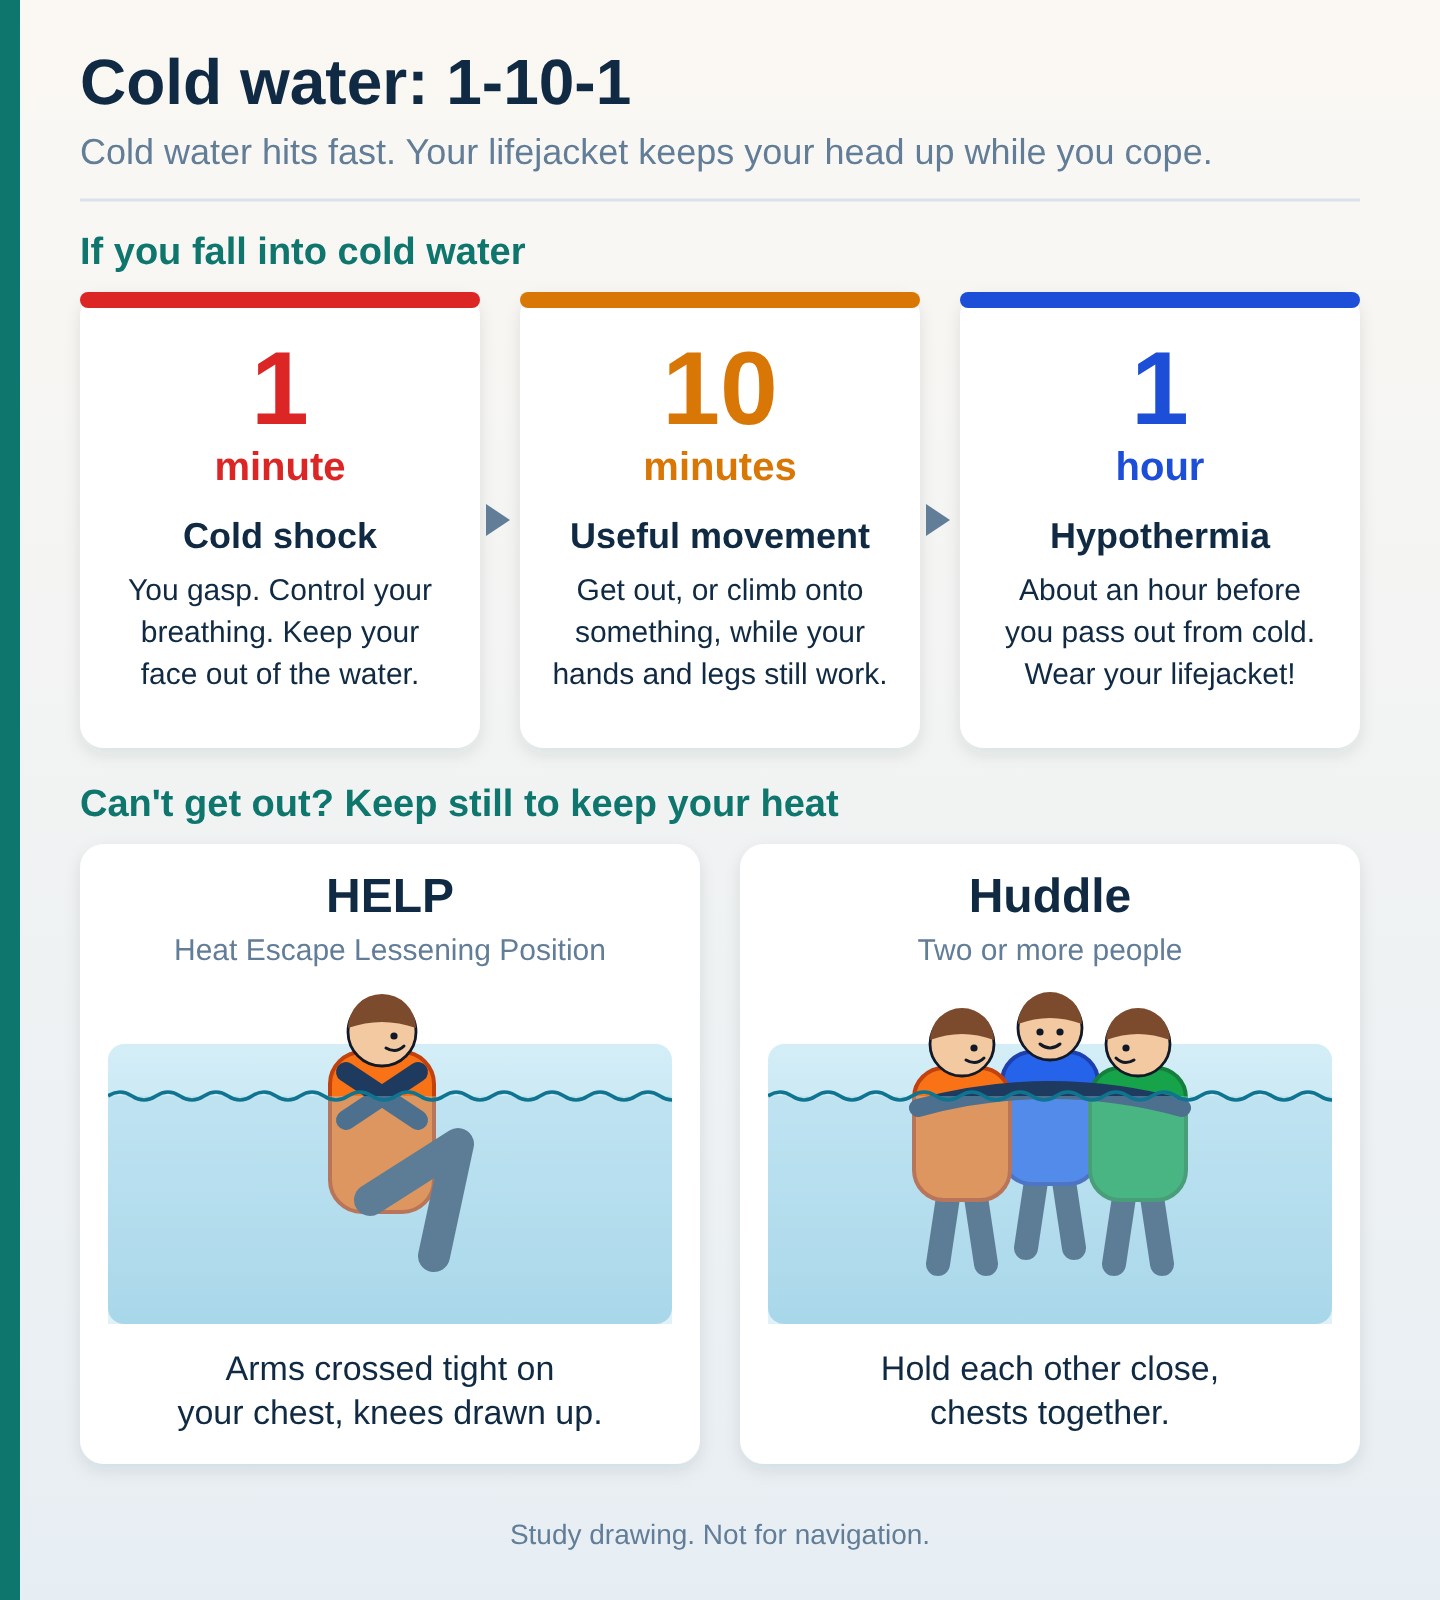 Cold water: 1-10-1
Cold water hits fast. Your lifejacket keeps your head up while you cope.
If you fall into cold water
1
minute
Cold shock
You gasp. Control your
breathing. Keep your
face out of the water.
10
minutes
Useful movement
Get out, or climb onto
something, while your
hands and legs still work.
1
hour
Hypothermia
About an hour before
you pass out from cold.
Wear your lifejacket!
Can't get out? Keep still to keep your heat
HELP
Heat Escape Lessening Position
Arms crossed tight on
your chest, knees drawn up.
Huddle
Two or more people
Hold each other close,
chests together.
Study drawing. Not for navigation.